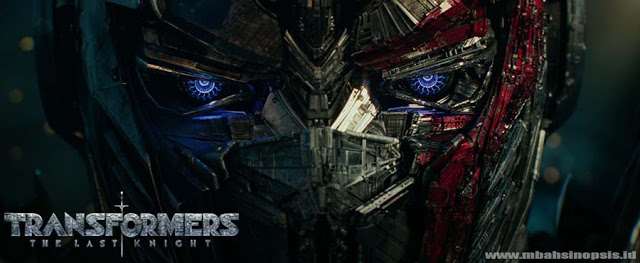 TRANSFORMERS
THE LAST KNIGHT
www.mbahsinopsis.id